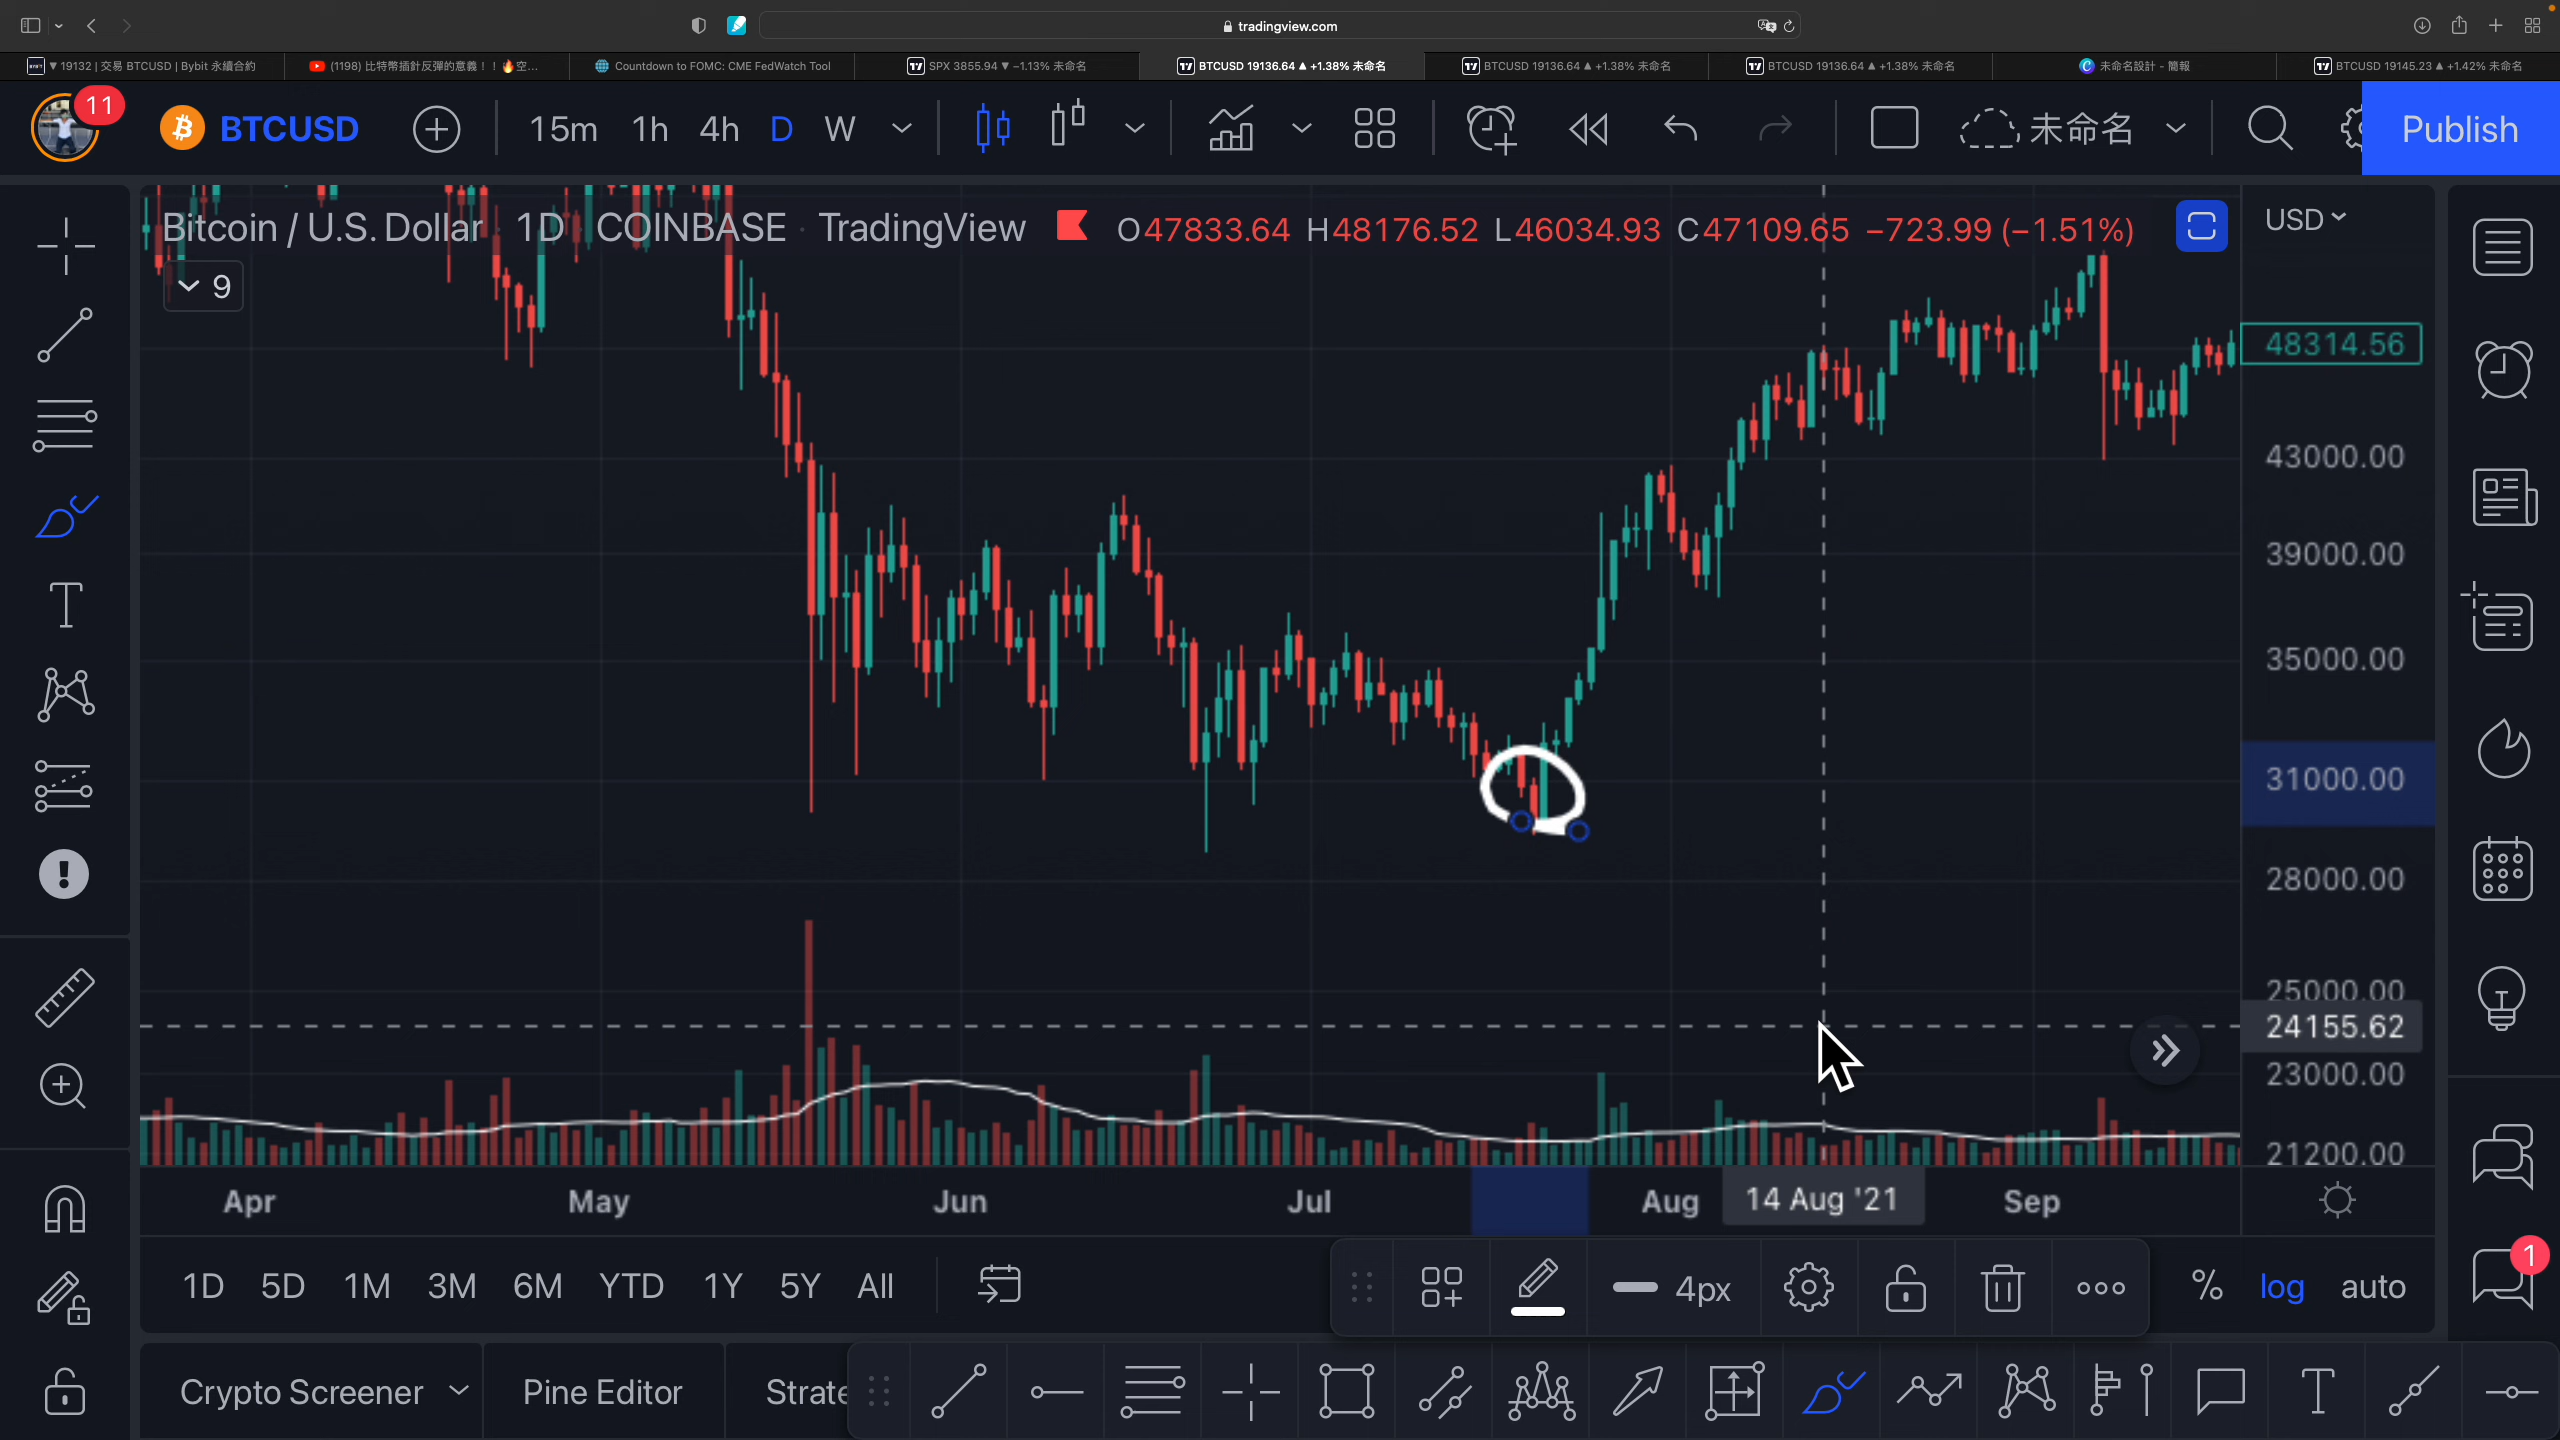 tradingview.com
▼ 19132 | 交易 BTCUSD | Bybit 永續合約
(1198) 比特幣插針反彈的意義！！🔥空...
Countdown to FOMC: CME FedWatch Tool
SPX 3855.94 ▼ −1.13% 未命名
BTCUSD 19136.64 ▲ +1.38% 未命名
BTCUSD 19136.64 ▲ +1.38% 未命名
BTCUSD 19136.64 ▲ +1.38% 未命名
未命名設計 - 簡報
BTCUSD 19145.23 ▲ +1.42% 未命名
11
BTCUSD
15m 1h 4h D W
未命名
Publish
Bitcoin / U.S. Dollar · 1D · COINBASE · TradingView
O47833.64 H48176.52 L46034.93 C47109.65 −723.99 (−1.51%)
USD
9
48314.56
43000.00
39000.00
35000.00
31000.00
28000.00
25000.00
24155.62
23000.00
21200.00
Apr May Jun Jul Aug 14 Aug '21 Sep
1D 5D 1M 3M 6M YTD 1Y 5Y All
4px
% log auto
1
Crypto Screener
Pine Editor
Strate
T